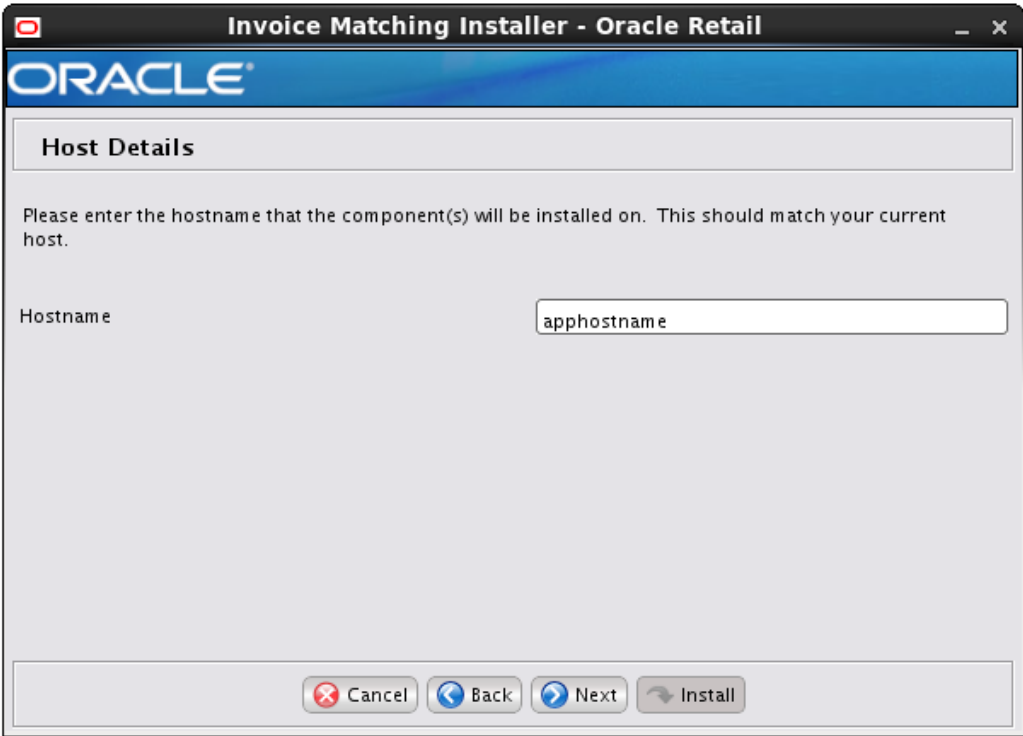 Invoice Matching Installer - Oracle Retail
ORACLE
Host Details
Please enter the hostname that the component(s) will be installed on. This should match your current
host.
Hostname
apphostname
Cancel
Back
Next
Install